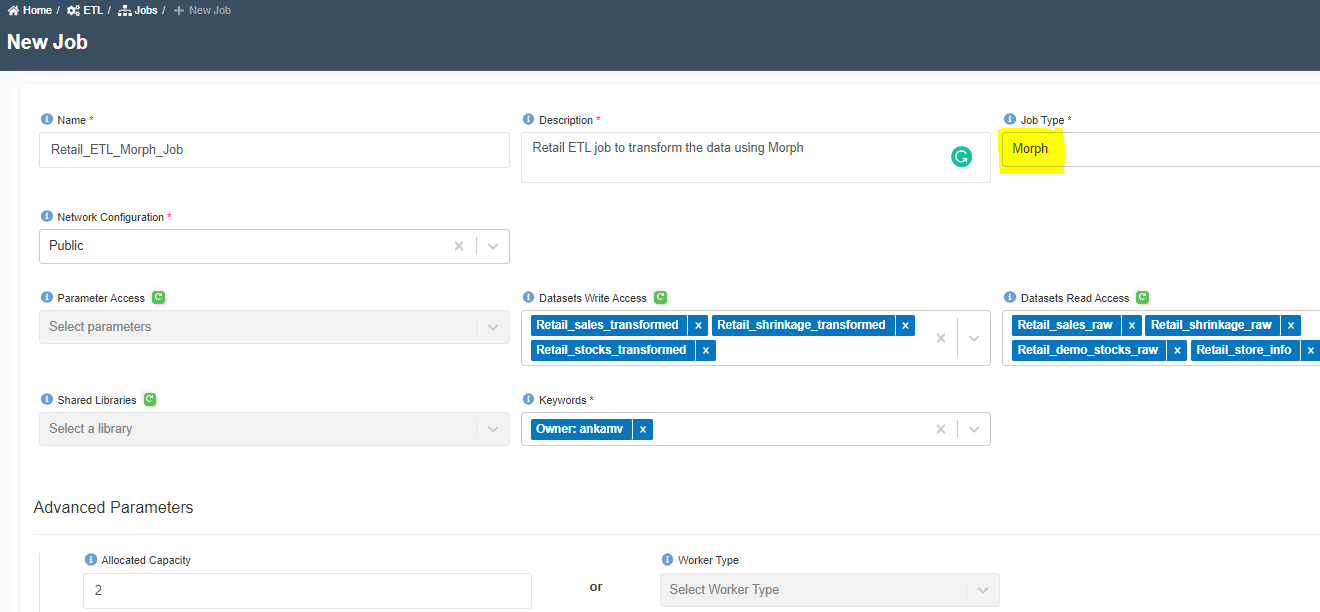 Home / ETL / Jobs / + New Job
New Job
Name *
Description *
Job Type *
Retail_ETL_Morph_Job
Retail ETL job to transform the data using Morph
Morph
Network Configuration *
Public
Parameter Access
Datasets Write Access
Datasets Read Access
Select parameters
Retail_sales_transformed x
Retail_shrinkage_transformed x
Retail_stocks_transformed x
Retail_sales_raw x
Retail_shrinkage_raw x
Retail_demo_stocks_raw x
Retail_store_info x
Shared Libraries
Keywords *
Select a library
Owner: ankamv x
Advanced Parameters
Allocated Capacity
Worker Type
2
or
Select Worker Type